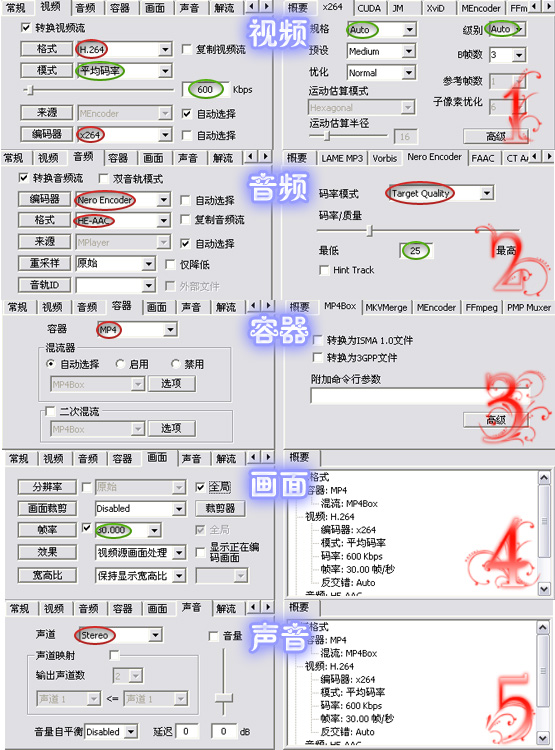 常规 视频 音频 容器 画面 声音
转换视频流
格式 H.264 复制视频流
模式 平均码率
600 Kbps
来源 MEncoder 自动选择
编码器 x264 自动选择
视频
概要 x264 CUDA JM XviD MEncoder FFm
规格 Auto 级别 Auto
预设 Medium B帧数 3
优化 Normal 参考帧数 1
运动估算模式 子像素优化
Hexagonal 6
运动估算半径
16 高级
1
常规 视频 音频 容器 画面 声音
转换音频流 双音轨模式
编码器 Nero Encoder 自动选择
格式 HE-AAC 复制音频流
来源 MPlayer 自动选择
重采样 原始 仅降低
音轨ID 外部文件
音频
概要 LAME MP3 Vorbis Nero Encoder FAAC CT AA
码率模式 Target Quality
码率/质量
最低 25 最高
Hint Track
2
常规 视频 音频 容器 画面 声音 解流
容器 MP4
混流器
自动选择 启用 禁用
MP4Box 选项
二次混流
MP4Box 选项
容器
概要 MP4Box MKVMerge MEncoder FFmpeg PMP Muxer
转换为ISMA 1.0文件
转换为3GPP文件
附加命令行参数
高级
3
常规 视频 音频 容器 画面 声音 解流
分辨率 原始 全局
画面裁剪 Disabled 裁剪器
帧率 30.000 全局
效果 视频源画面处理 显示正在编码画面
宽高比 保持显示宽高比
画面
概要
格式
容器: MP4
混流: MP4Box
视频: H.264
编码器: x264
模式: 平均码率
码率: 600 Kbps
帧率: 30.00 帧/秒
反交错: Auto
音频: HE-AAC
4
常规 视频 音频 容器 画面 声音 解流
声道 Stereo 音量
声道映射
输出声道数 2
声道 1 <= 声道 1
音量自平衡 Disabled 延迟 0 0 dB
声音
概要
格式
容器: MP4
混流: MP4Box
视频: H.264
编码器: x264
模式: 平均码率
码率: 600 Kbps
帧率: 30.00 帧/秒
反交错: Auto
5